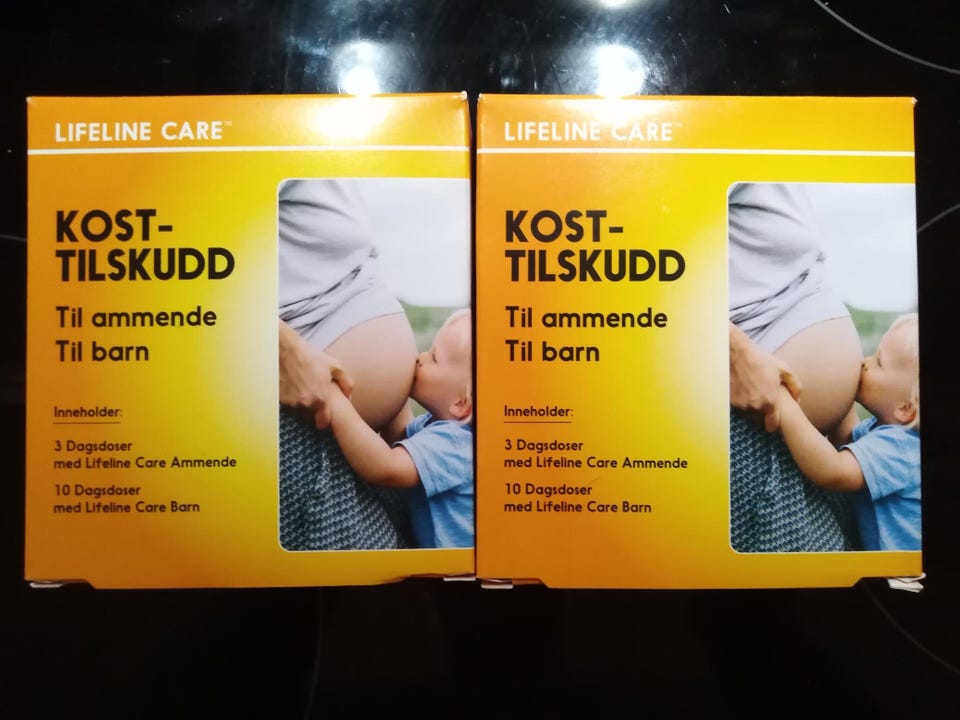 LIFELINE CARE™
KOST-
TILSKUDD
Til ammende
Til barn
Inneholder:
3 Dagsdoser
med Lifeline Care Ammende
10 Dagsdoser
med Lifeline Care Barn
LIFELINE CARE™
KOST-
TILSKUDD
Til ammende
Til barn
Inneholder:
3 Dagsdoser
med Lifeline Care Ammende
10 Dagsdoser
med Lifeline Care Barn